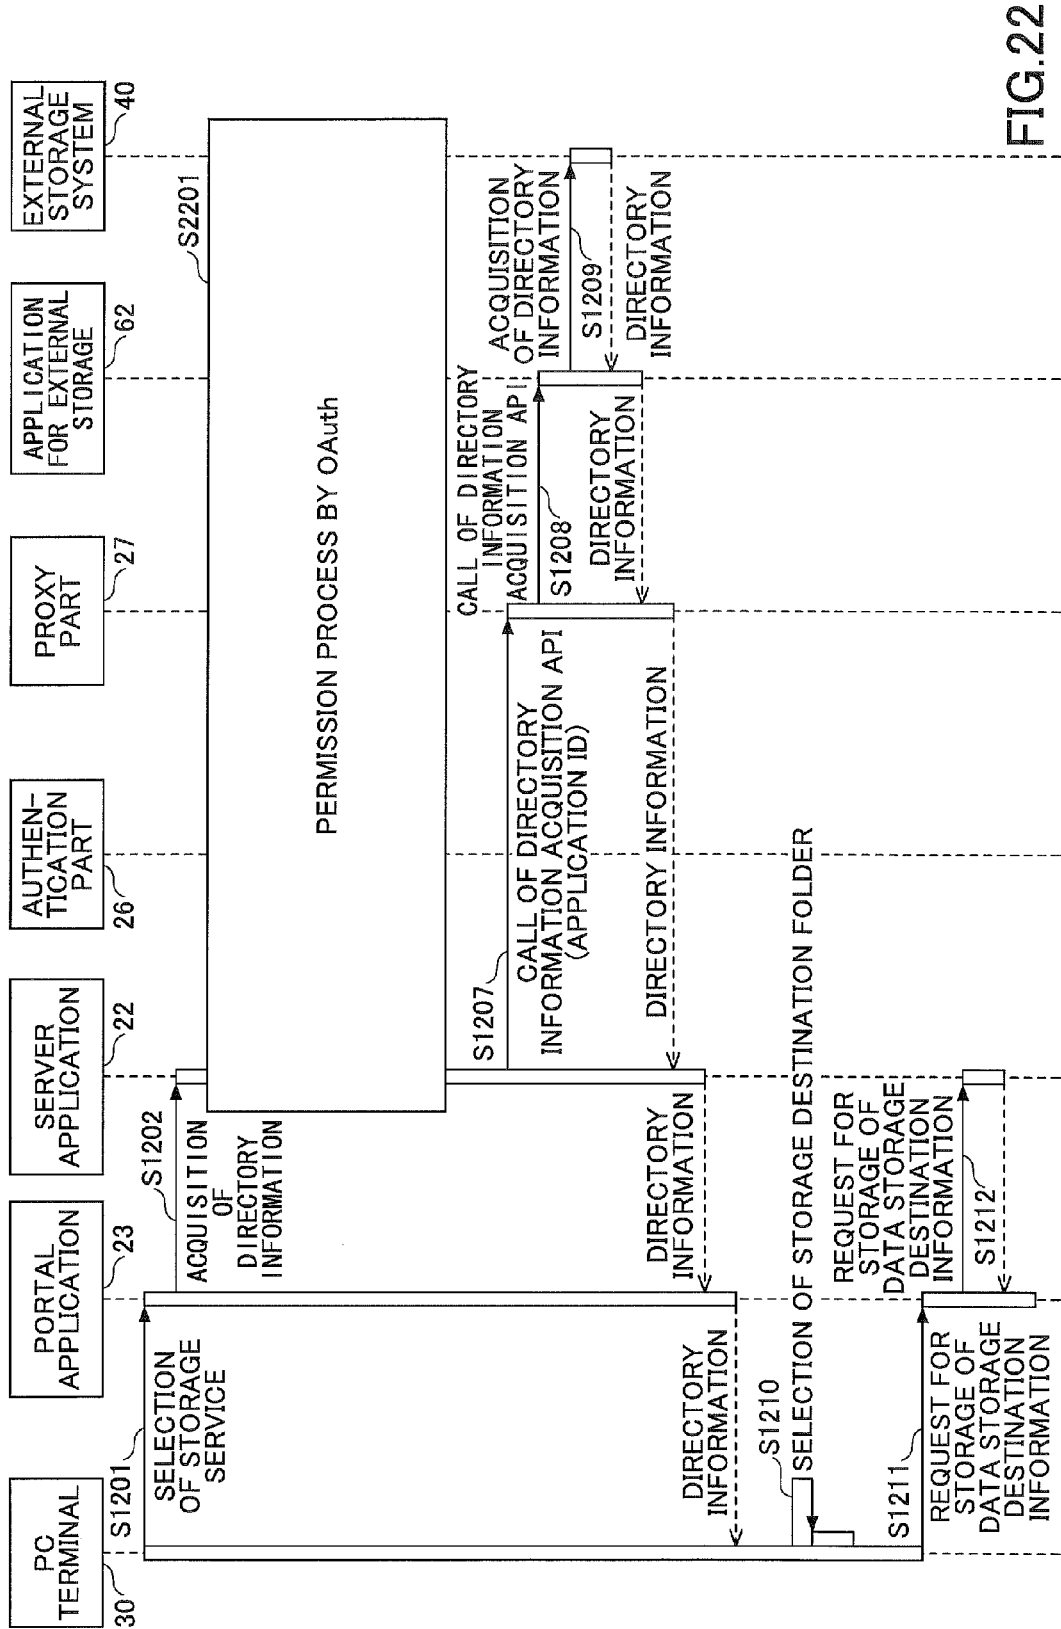 PC
TERMINAL
30
PORTAL
APPLICATION
23
SERVER
APPLICATION
22
AUTHEN-
TICATION
PART
26
PROXY
PART
27
APPLICATION
FOR EXTERNAL
STORAGE
62
EXTERNAL
STORAGE
SYSTEM
40
S1201
SELECTION
OF STORAGE
SERVICE
S1202
ACQUISITION
OF
DIRECTORY
INFORMATION
S2201
PERMISSION PROCESS BY OAuth
S1207
CALL OF DIRECTORY
INFORMATION ACQUISITION API
(APPLICATION ID)
CALL OF DIRECTORY
INFORMATION
ACQUISITION API
S1208
ACQUISITION
OF DIRECTORY
INFORMATION
S1209
DIRECTORY
INFORMATION
DIRECTORY
INFORMATION
DIRECTORY INFORMATION
DIRECTORY
INFORMATION
DIRECTORY
INFORMATION
S1210
SELECTION OF STORAGE DESTINATION FOLDER
S1211
REQUEST FOR
STORAGE OF
DATA STORAGE
DESTINATION
INFORMATION
REQUEST FOR
STORAGE OF
DATA STORAGE
DESTINATION
INFORMATION
S1212
FIG.22